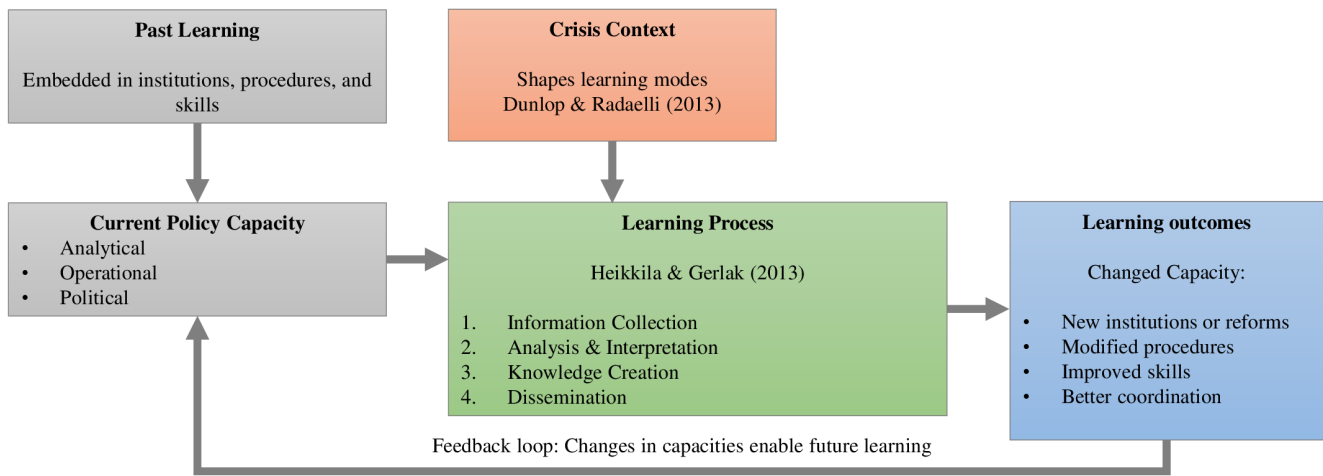 Past Learning
Embedded in institutions, procedures, and
skills
Crisis Context
Shapes learning modes
Dunlop & Radaelli (2013)
Current Policy Capacity
• Analytical
• Operational
• Political
Learning Process
Heikkila & Gerlak (2013)
1. Information Collection
2. Analysis & Interpretation
3. Knowledge Creation
4. Dissemination
Learning outcomes
Changed Capacity:
• New institutions or reforms
• Modified procedures
• Improved skills
• Better coordination
Feedback loop: Changes in capacities enable future learning